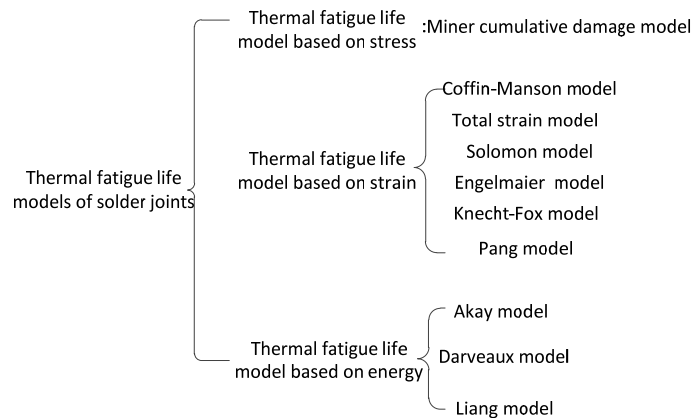 Thermal fatigue life
models of solder joints
Thermal fatigue life
model based on stress
:Miner cumulative damage model
Thermal fatigue life
model based on strain
Coffin-Manson model
Total strain model
Solomon model
Engelmaier model
Knecht-Fox model
Pang model
Thermal fatigue life
model based on energy
Akay model
Darveaux model
Liang model